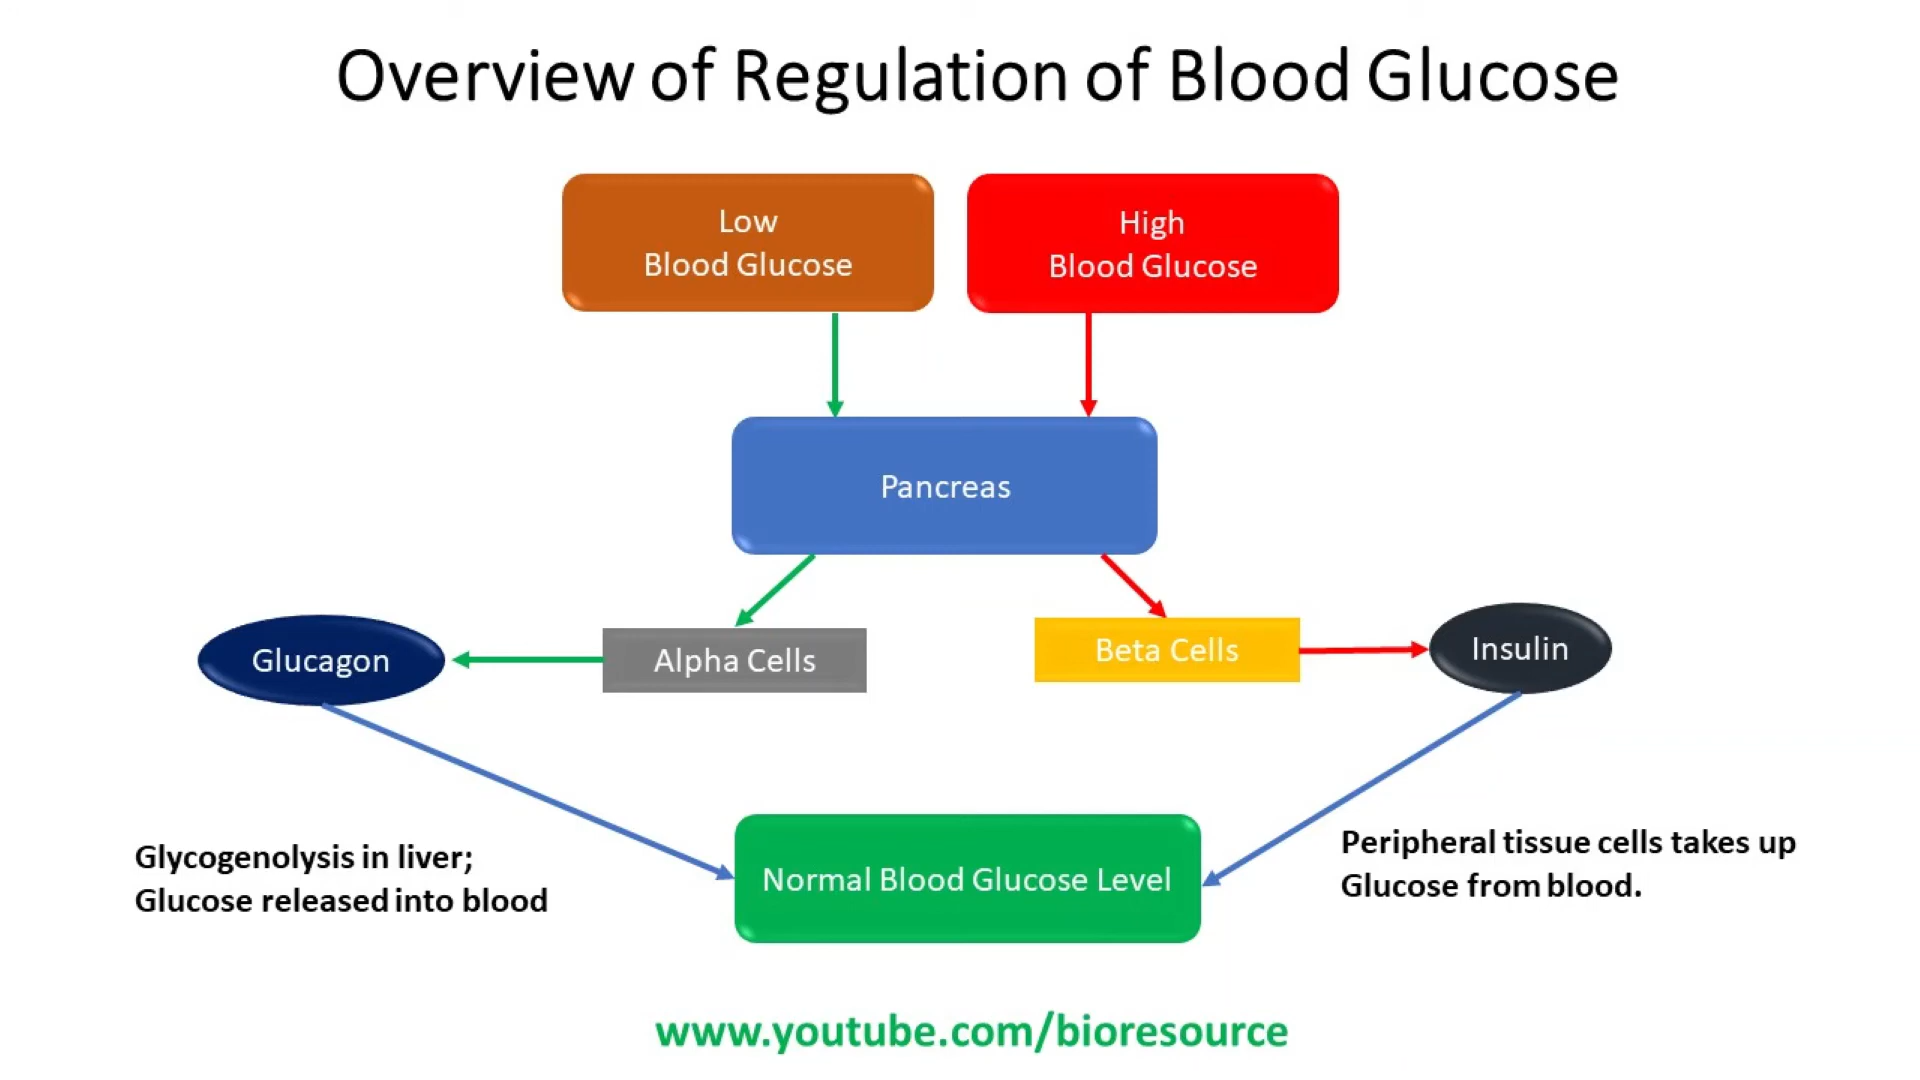 Overview of Regulation of Blood Glucose
Low
Blood Glucose
High
Blood Glucose
Pancreas
Glucagon
Alpha Cells
Beta Cells
Insulin
Glycogenolysis in liver;
Glucose released into blood
Normal Blood Glucose Level
Peripheral tissue cells takes up
Glucose from blood.
www.youtube.com/bioresource